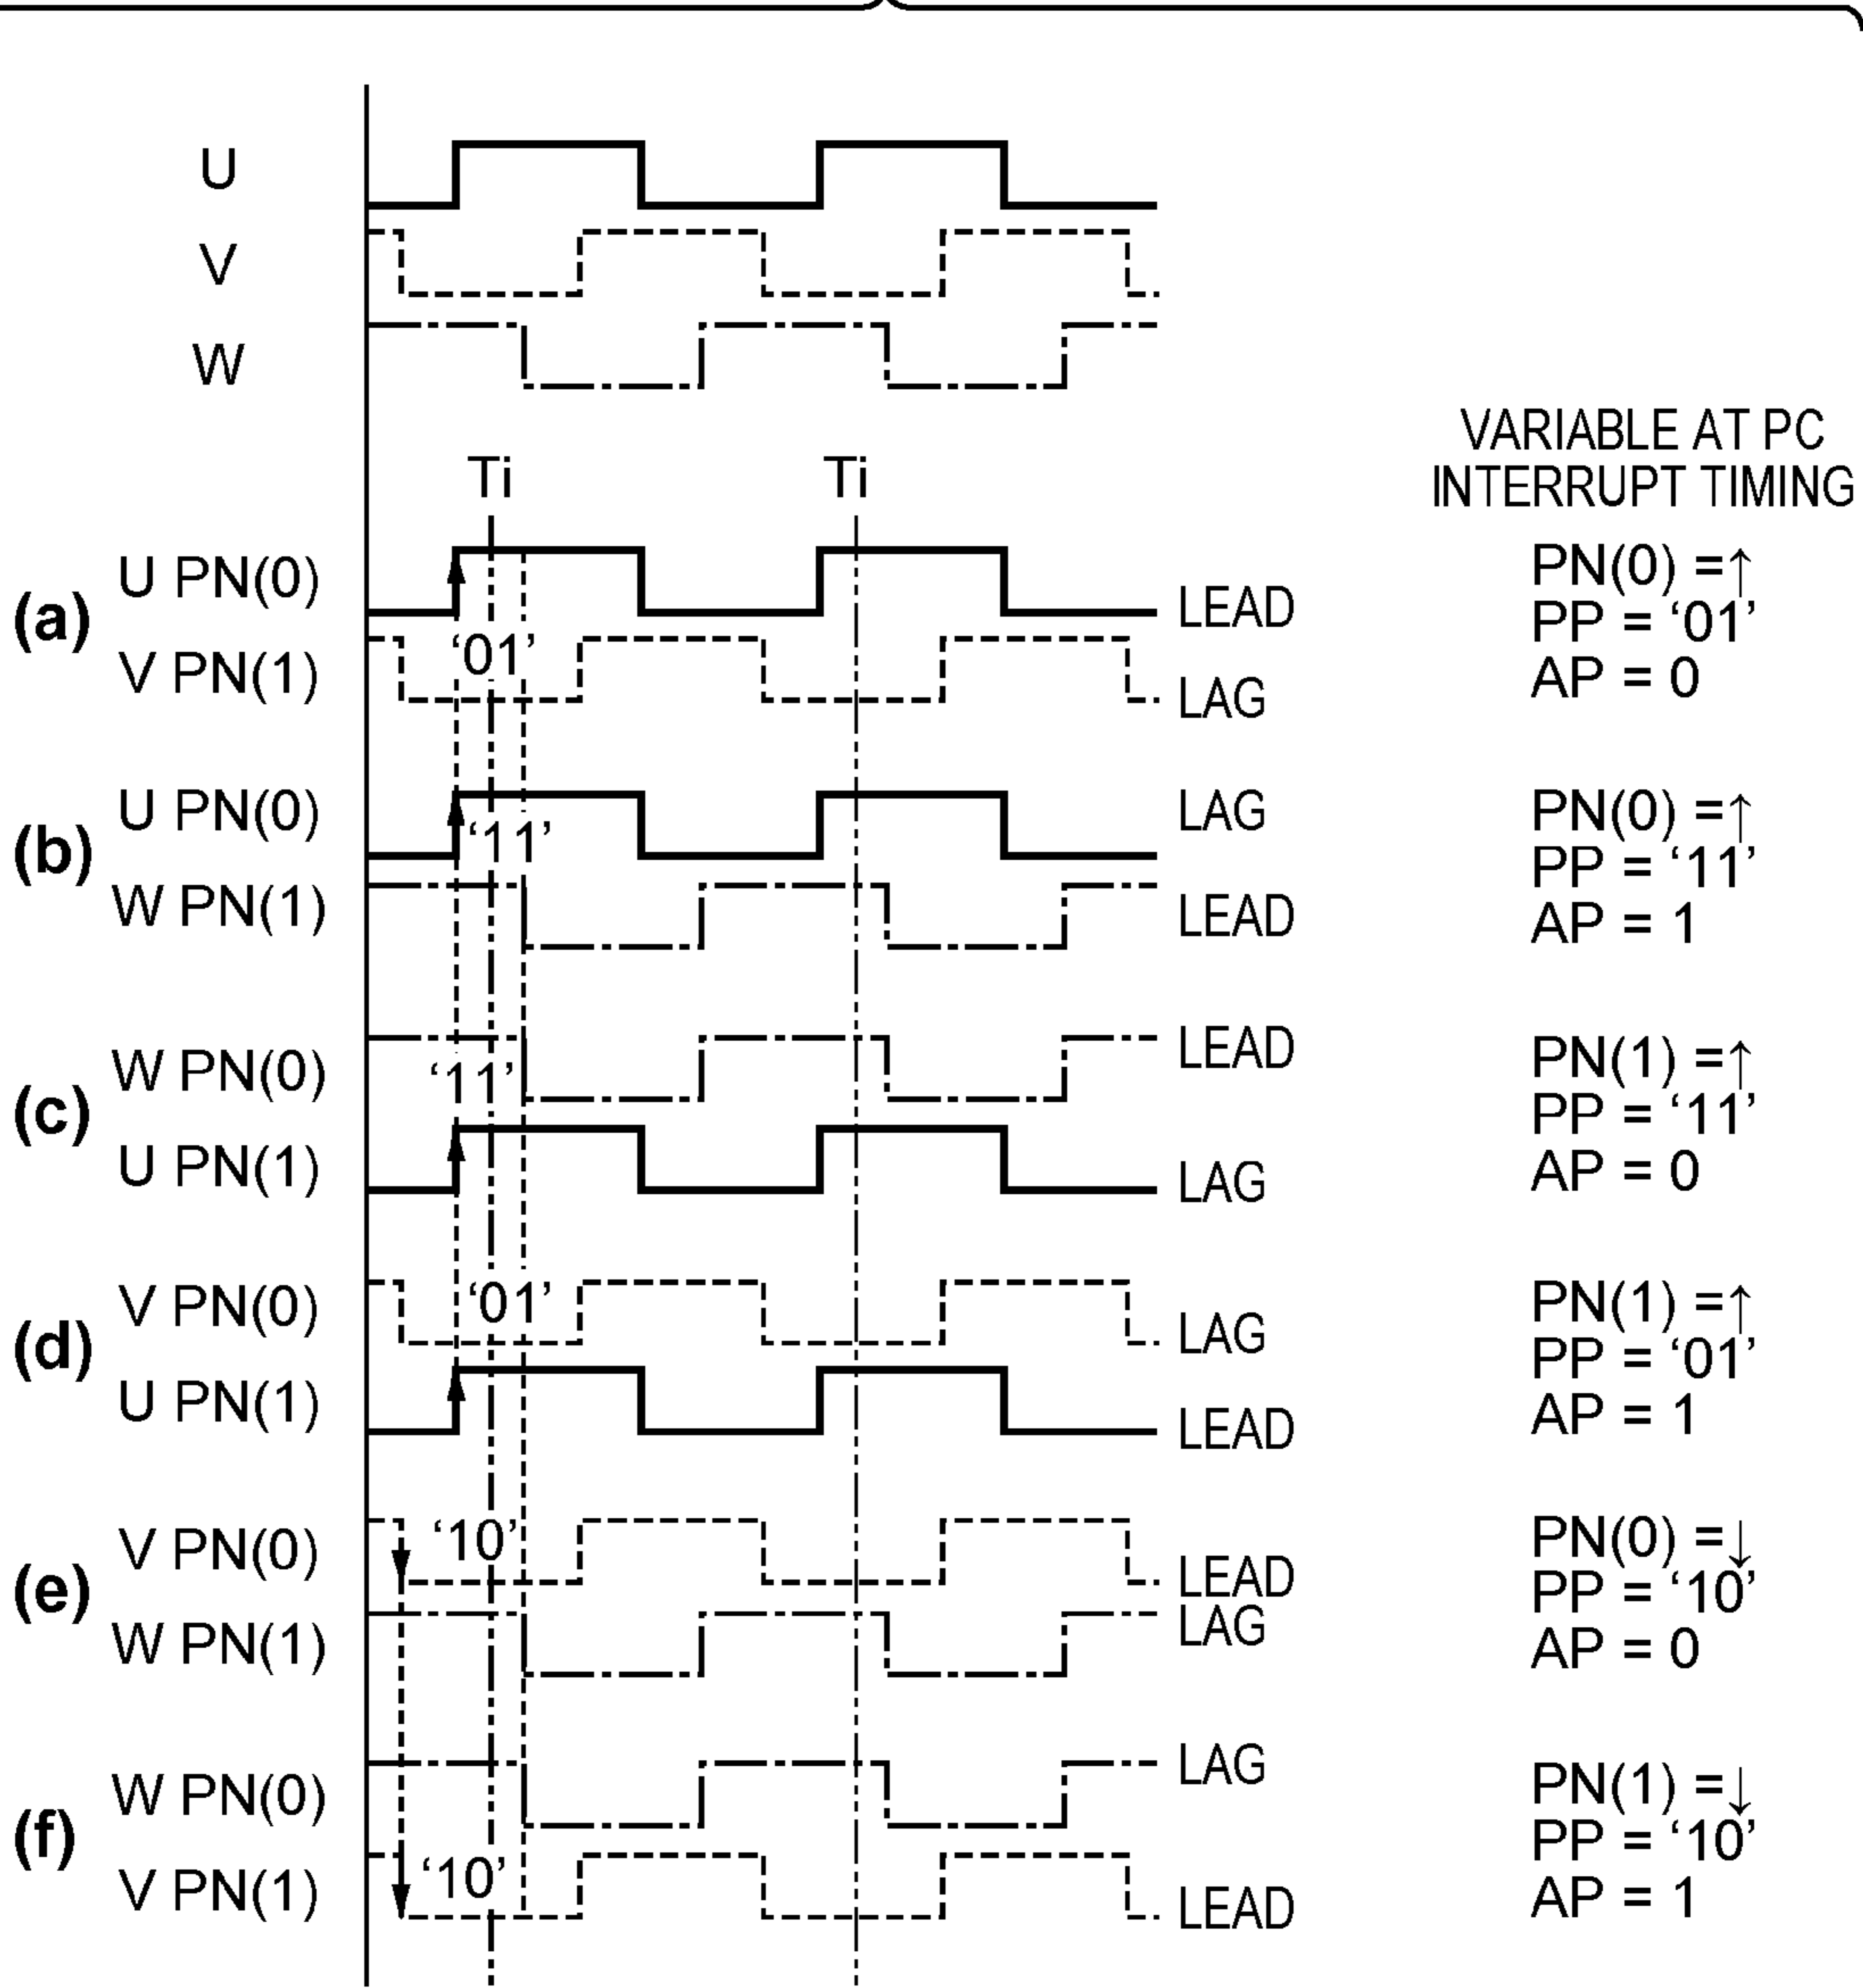 U
V
W
Ti
Ti
VARIABLE AT PC
INTERRUPT TIMING
(a)
U PN(0)
LEAD
‘01’
V PN(1)
LAG
PN(0) =↑
PP = ‘01’
AP = 0
(b)
U PN(0)
LAG
‘11’
W PN(1)
LEAD
PN(0) =↑
PP = ‘11’
AP = 1
(c)
W PN(0)
LEAD
‘11’
U PN(1)
LAG
PN(1) =↑
PP = ‘11’
AP = 0
(d)
V PN(0)
‘01’
LAG
U PN(1)
LEAD
PN(1) =↑
PP = ‘01’
AP = 1
(e)
V PN(0)
‘10’
LEAD
W PN(1)
LAG
PN(0) =↓
PP = ‘10’
AP = 0
(f)
W PN(0)
LAG
V PN(1)
‘10’
LEAD
PN(1) =↓
PP = ‘10’
AP = 1